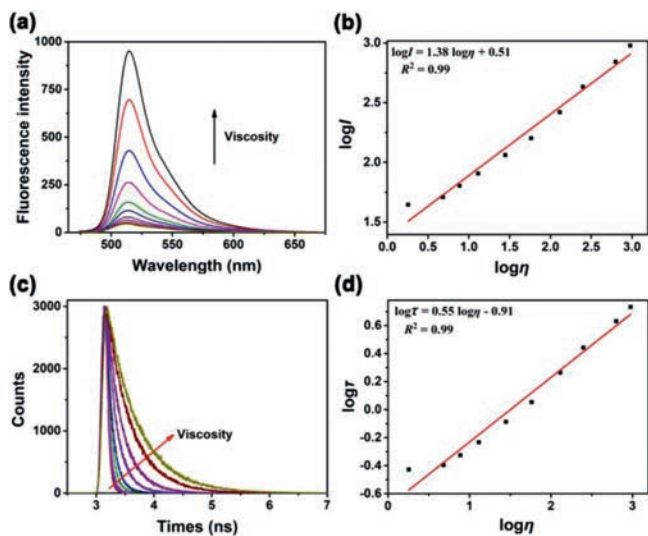 (a)
1000
750
500
250
0
Fluorescence intensity
Viscosity
500 550 600 650
Wavelength (nm)
(b)
3.0
2.5
2.0
1.5
logI
logI = 1.38 logη + 0.51
R² = 0.99
0.0 0.5 1.0 1.5 2.0 2.5 3.0
logη
(c)
3000
2000
1000
0
Counts
Viscosity
3 4 5 6 7
Times (ns)
(d)
0.6
0.4
0.2
0.0
-0.2
-0.4
-0.6
logτ
logτ = 0.55 logη - 0.91
R² = 0.99
0 1 2 3
logη